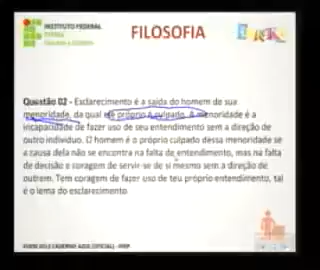 INSTITUTO FEDERAL
FILOSOFIA
Questão 02 - Esclarecimento é a saída do homem de sua
menoridade, da qual ele próprio é culpado. A menoridade é a
incapacidade de fazer uso de seu entendimento sem a direção de
outro indivíduo. O homem é o próprio culpado dessa menoridade se
a causa dela não se encontra na falta de entendimento, mas na falta
de decisão e coragem de servir-se de si mesmo sem a direção de
outrem. Tem coragem de fazer uso de teu próprio entendimento, tal
é o lema do esclarecimento